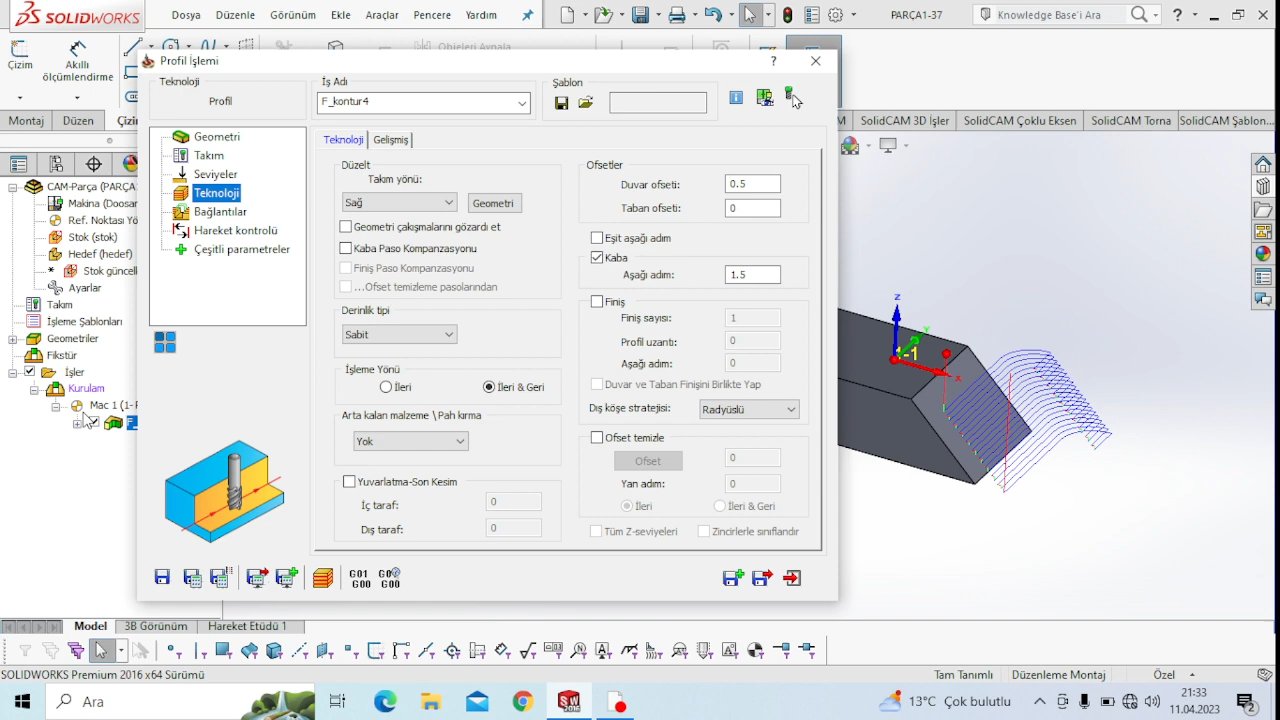 SOLIDWORKS
Dosya
Düzenle
Görünüm
Ekle
Araçlar
Pencere
Yardım
PARÇA1-37
Knowledge Base'i Ara
Çizim
Akıllı ölçümlendirme
Montaj
Düzen
SolidCAM 3D İşler
SolidCAM Çoklu Eksen
SolidCAM Torna
SolidCAM Şablon...
Profil İşlemi
Teknoloji
Profil
İş Adı
F_kontur4
Şablon
Geometri
Takım
Seviyeler
Teknoloji
Bağlantılar
Hareket kontrolü
Çeşitli parametreler
Teknoloji
Gelişmiş
Düzelt
Takım yönü:
Sağ
Geometri
Geometri çakışmalarını gözardı et
Kaba Paso Kompanzasyonu
Finiş Paso Kompanzasyonu
...Ofset temizleme pasolarından
Derinlik tipi
Sabit
İşleme Yönü
İleri
İleri & Geri
Arta kalan malzeme \Pah kırma
Yok
Yuvarlatma-Son Kesim
İç taraf:
0
Dış taraf:
0
Ofsetler
Duvar ofseti:
0.5
Taban ofseti:
0
Eşit aşağı adım
Kaba
Aşağı adım:
1.5
Finiş
Finiş sayısı:
1
Profil uzantı:
0
Aşağı adım:
0
Duvar ve Taban Finişini Birlikte Yap
Dış köşe stratejisi:
Radyüslü
Ofset temizle
Ofset
0
Yan adım:
0
İleri
İleri & Geri
Tüm Z-seviyeleri
Zincirlerle sınıflandır
G01 G00
CAM-Parça (PARÇA
Makina (Doosar
Ref. Noktası Yö
Stok (stok)
Hedef (hedef)
Stok güncell
Ayarlar
Takım
İşleme Şablonları
Geometriler
Fikstür
İşler
Kurulam
Mac 1 (1-
Z
Y
X
1-1
Model
3B Görünüm
Hareket Etüdü 1
SOLIDWORKS Premium 2016 x64 Sürümü
Tam Tanımlı
Düzenleme Montaj
Özel
Ara
13°C Çok bulutlu
21:33
11.04.2023
2